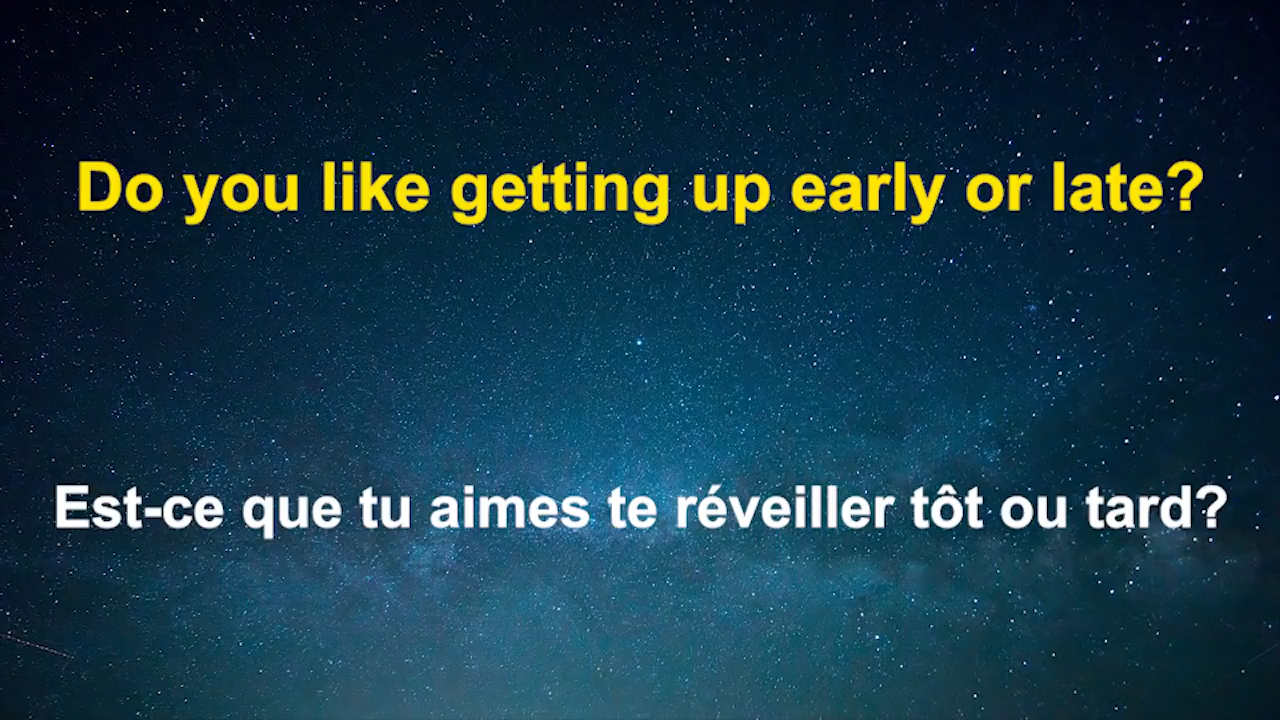 Do you like getting up early or late?
Est-ce que tu aimes te réveiller tôt ou tard?